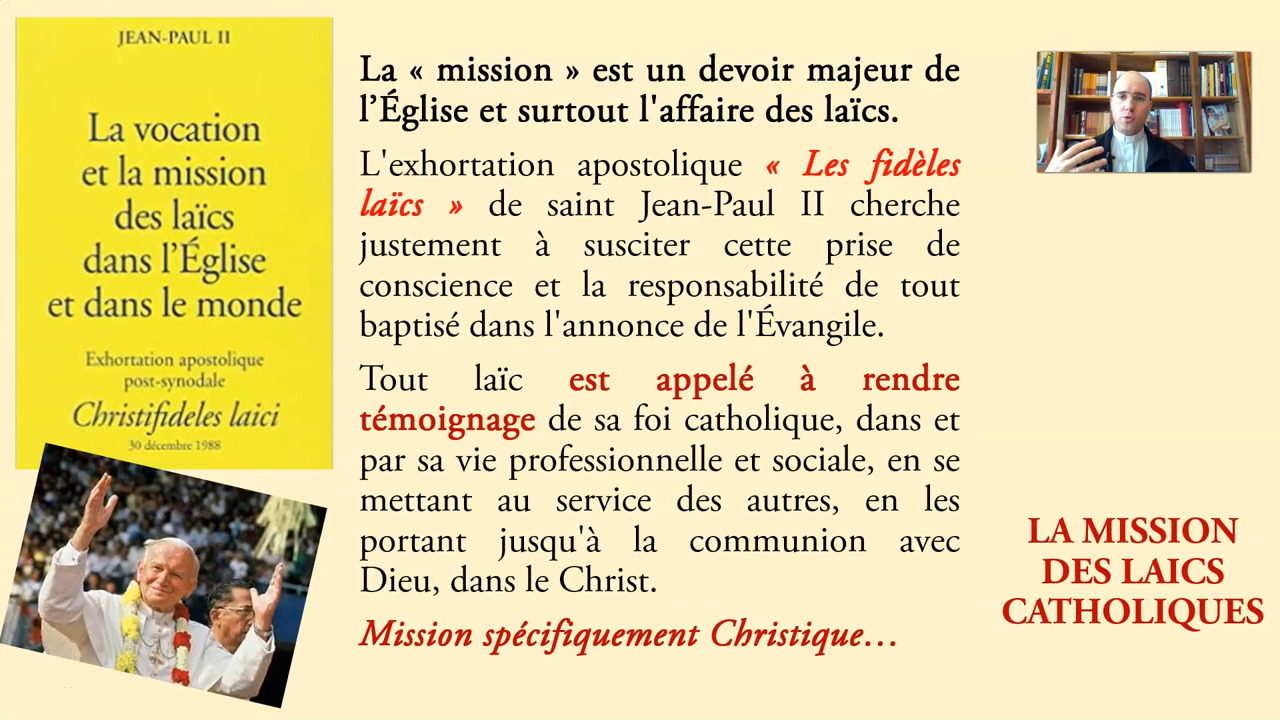 JEAN-PAUL II
La vocation
et la mission
des laïcs
dans l'Église
et dans le monde
Exhortation apostolique
post-synodale
Christifideles laici
30 décembre 1988
La « mission » est un devoir majeur de
l'Église et surtout l'affaire des laïcs.
L'exhortation apostolique « Les fidèles
laïcs » de saint Jean-Paul II cherche
justement à susciter cette prise de
conscience et la responsabilité de tout
baptisé dans l'annonce de l'Évangile.
Tout laïc est appelé à rendre
témoignage de sa foi catholique, dans et
par sa vie professionnelle et sociale, en se
mettant au service des autres, en les
portant jusqu'à la communion avec
Dieu, dans le Christ.
Mission spécifiquement Christique…
LA MISSION
DES LAICS
CATHOLIQUES